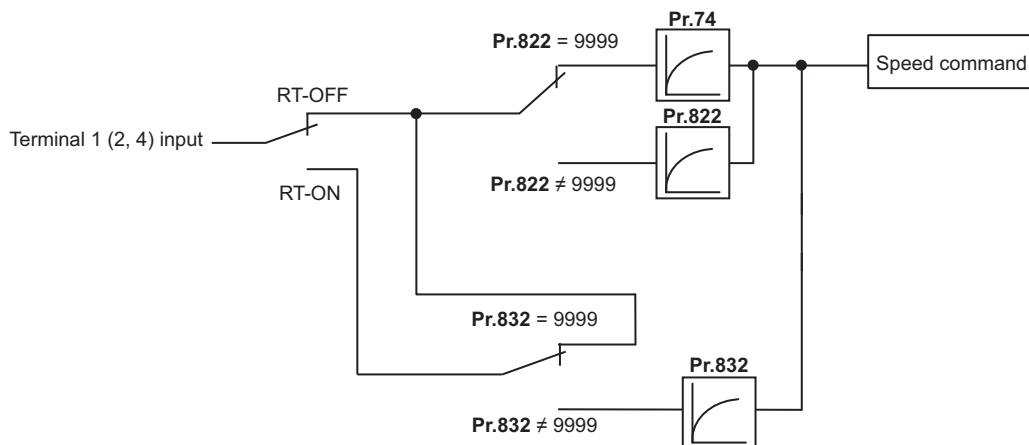 Pr.74
Pr.822 = 9999
Speed command
RT-OFF
Terminal 1 (2, 4) input
Pr.822
Pr.822 ≠ 9999
RT-ON
Pr.832 = 9999
Pr.832
Pr.832 ≠ 9999